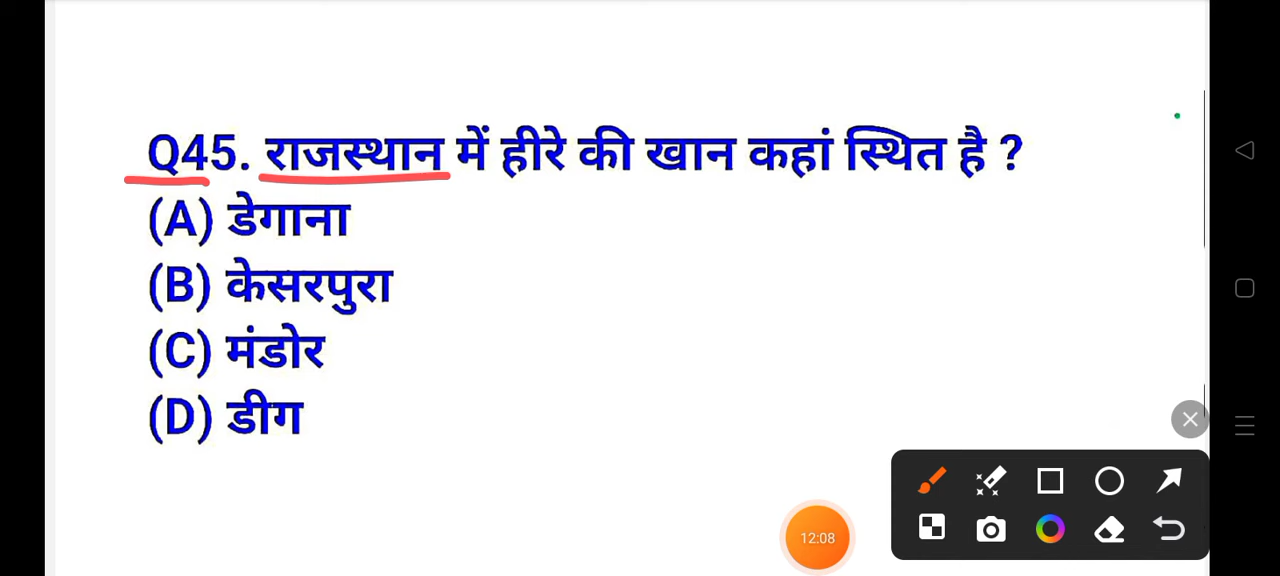 Q45. राजस्थान में हीरे की खान कहां स्थित है ?
(A) डेगाना
(B) केसरपुरा
(C) मंडोर
(D) डीग
12:08